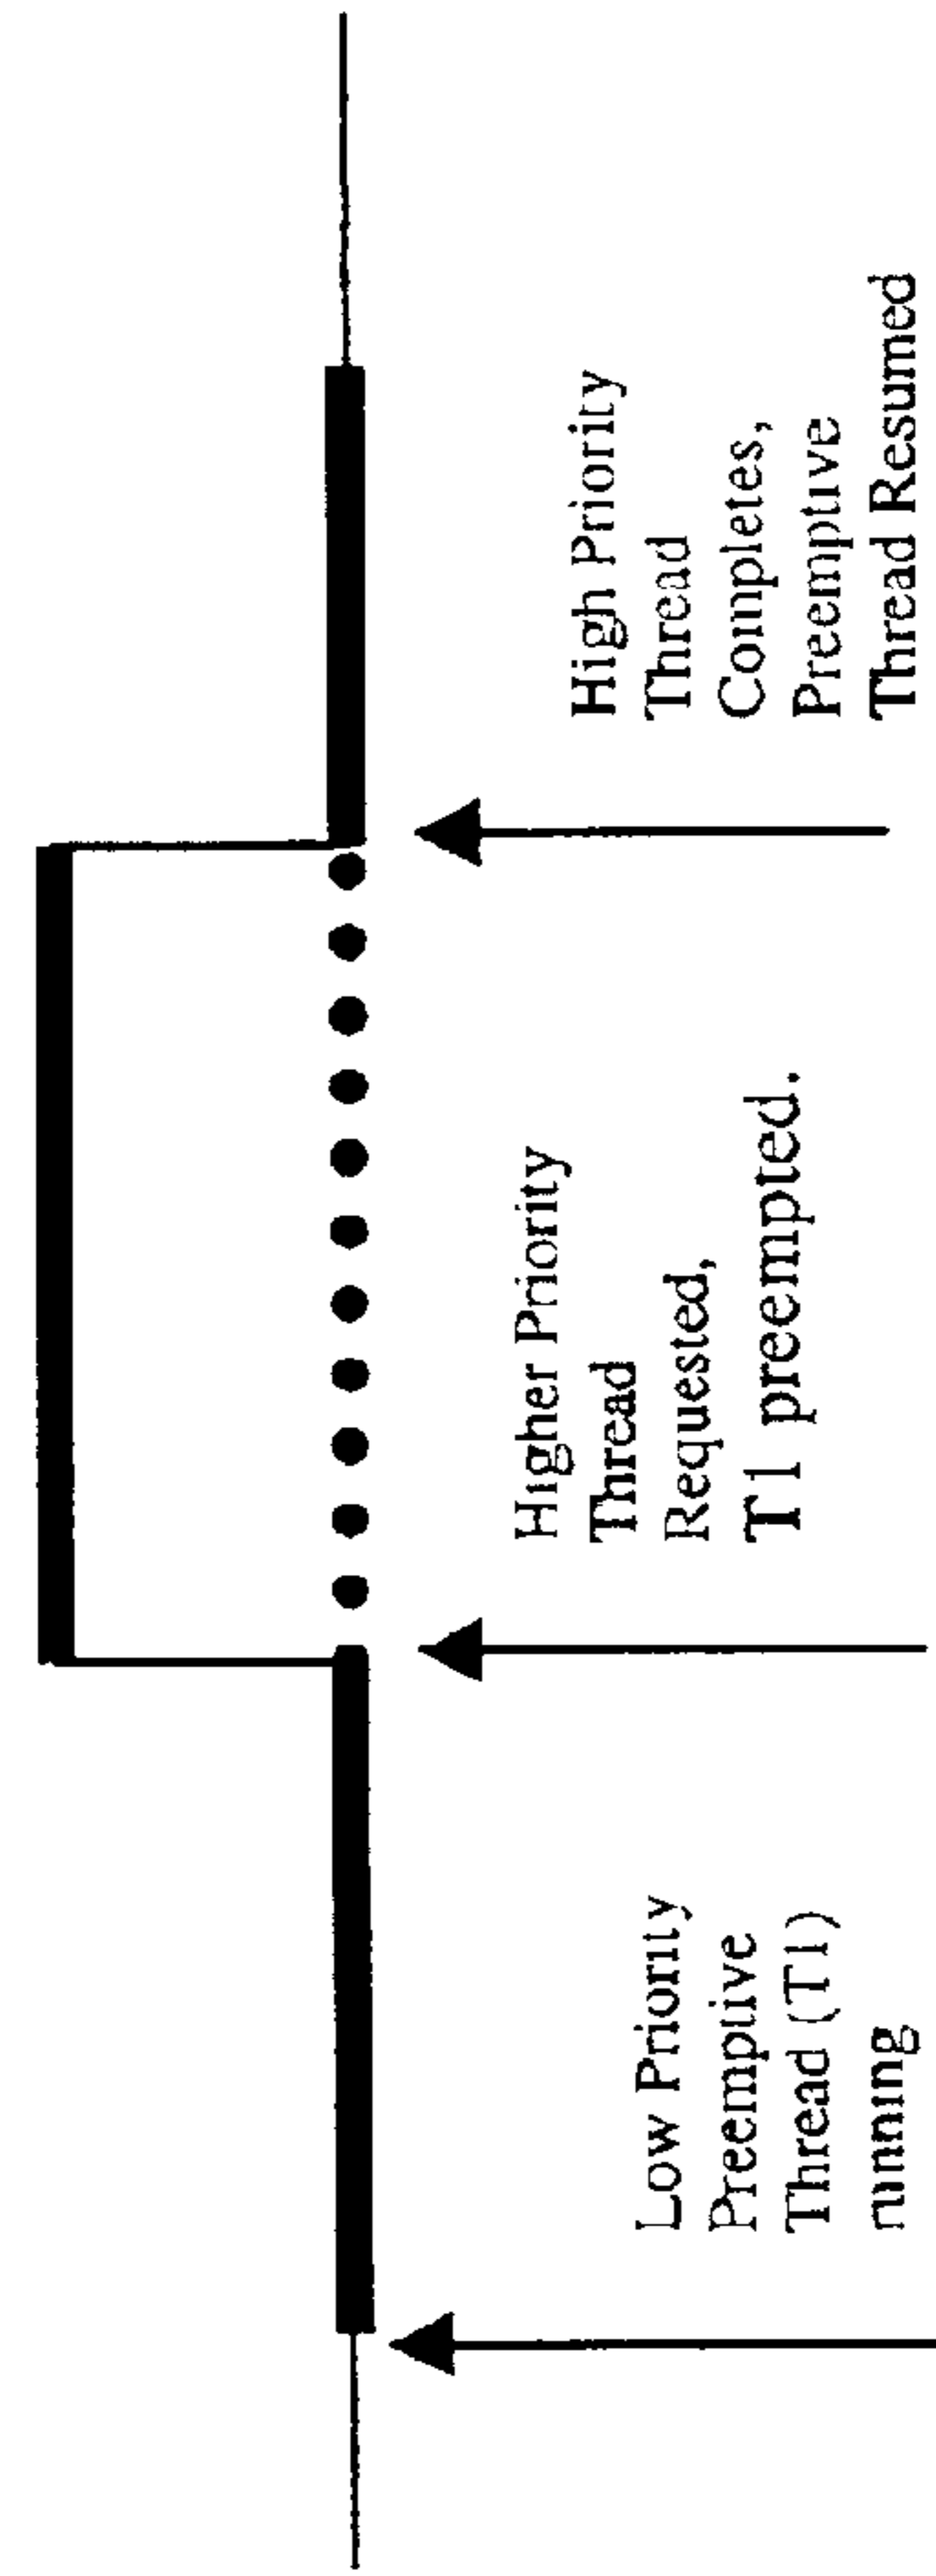 Low Priority
Preemptive
Thread (T1)
running
Higher Priority
Thread
Requested,
T1 preempted.
High Priority
Thread
Completes,
Preemptive
Thread Resumed